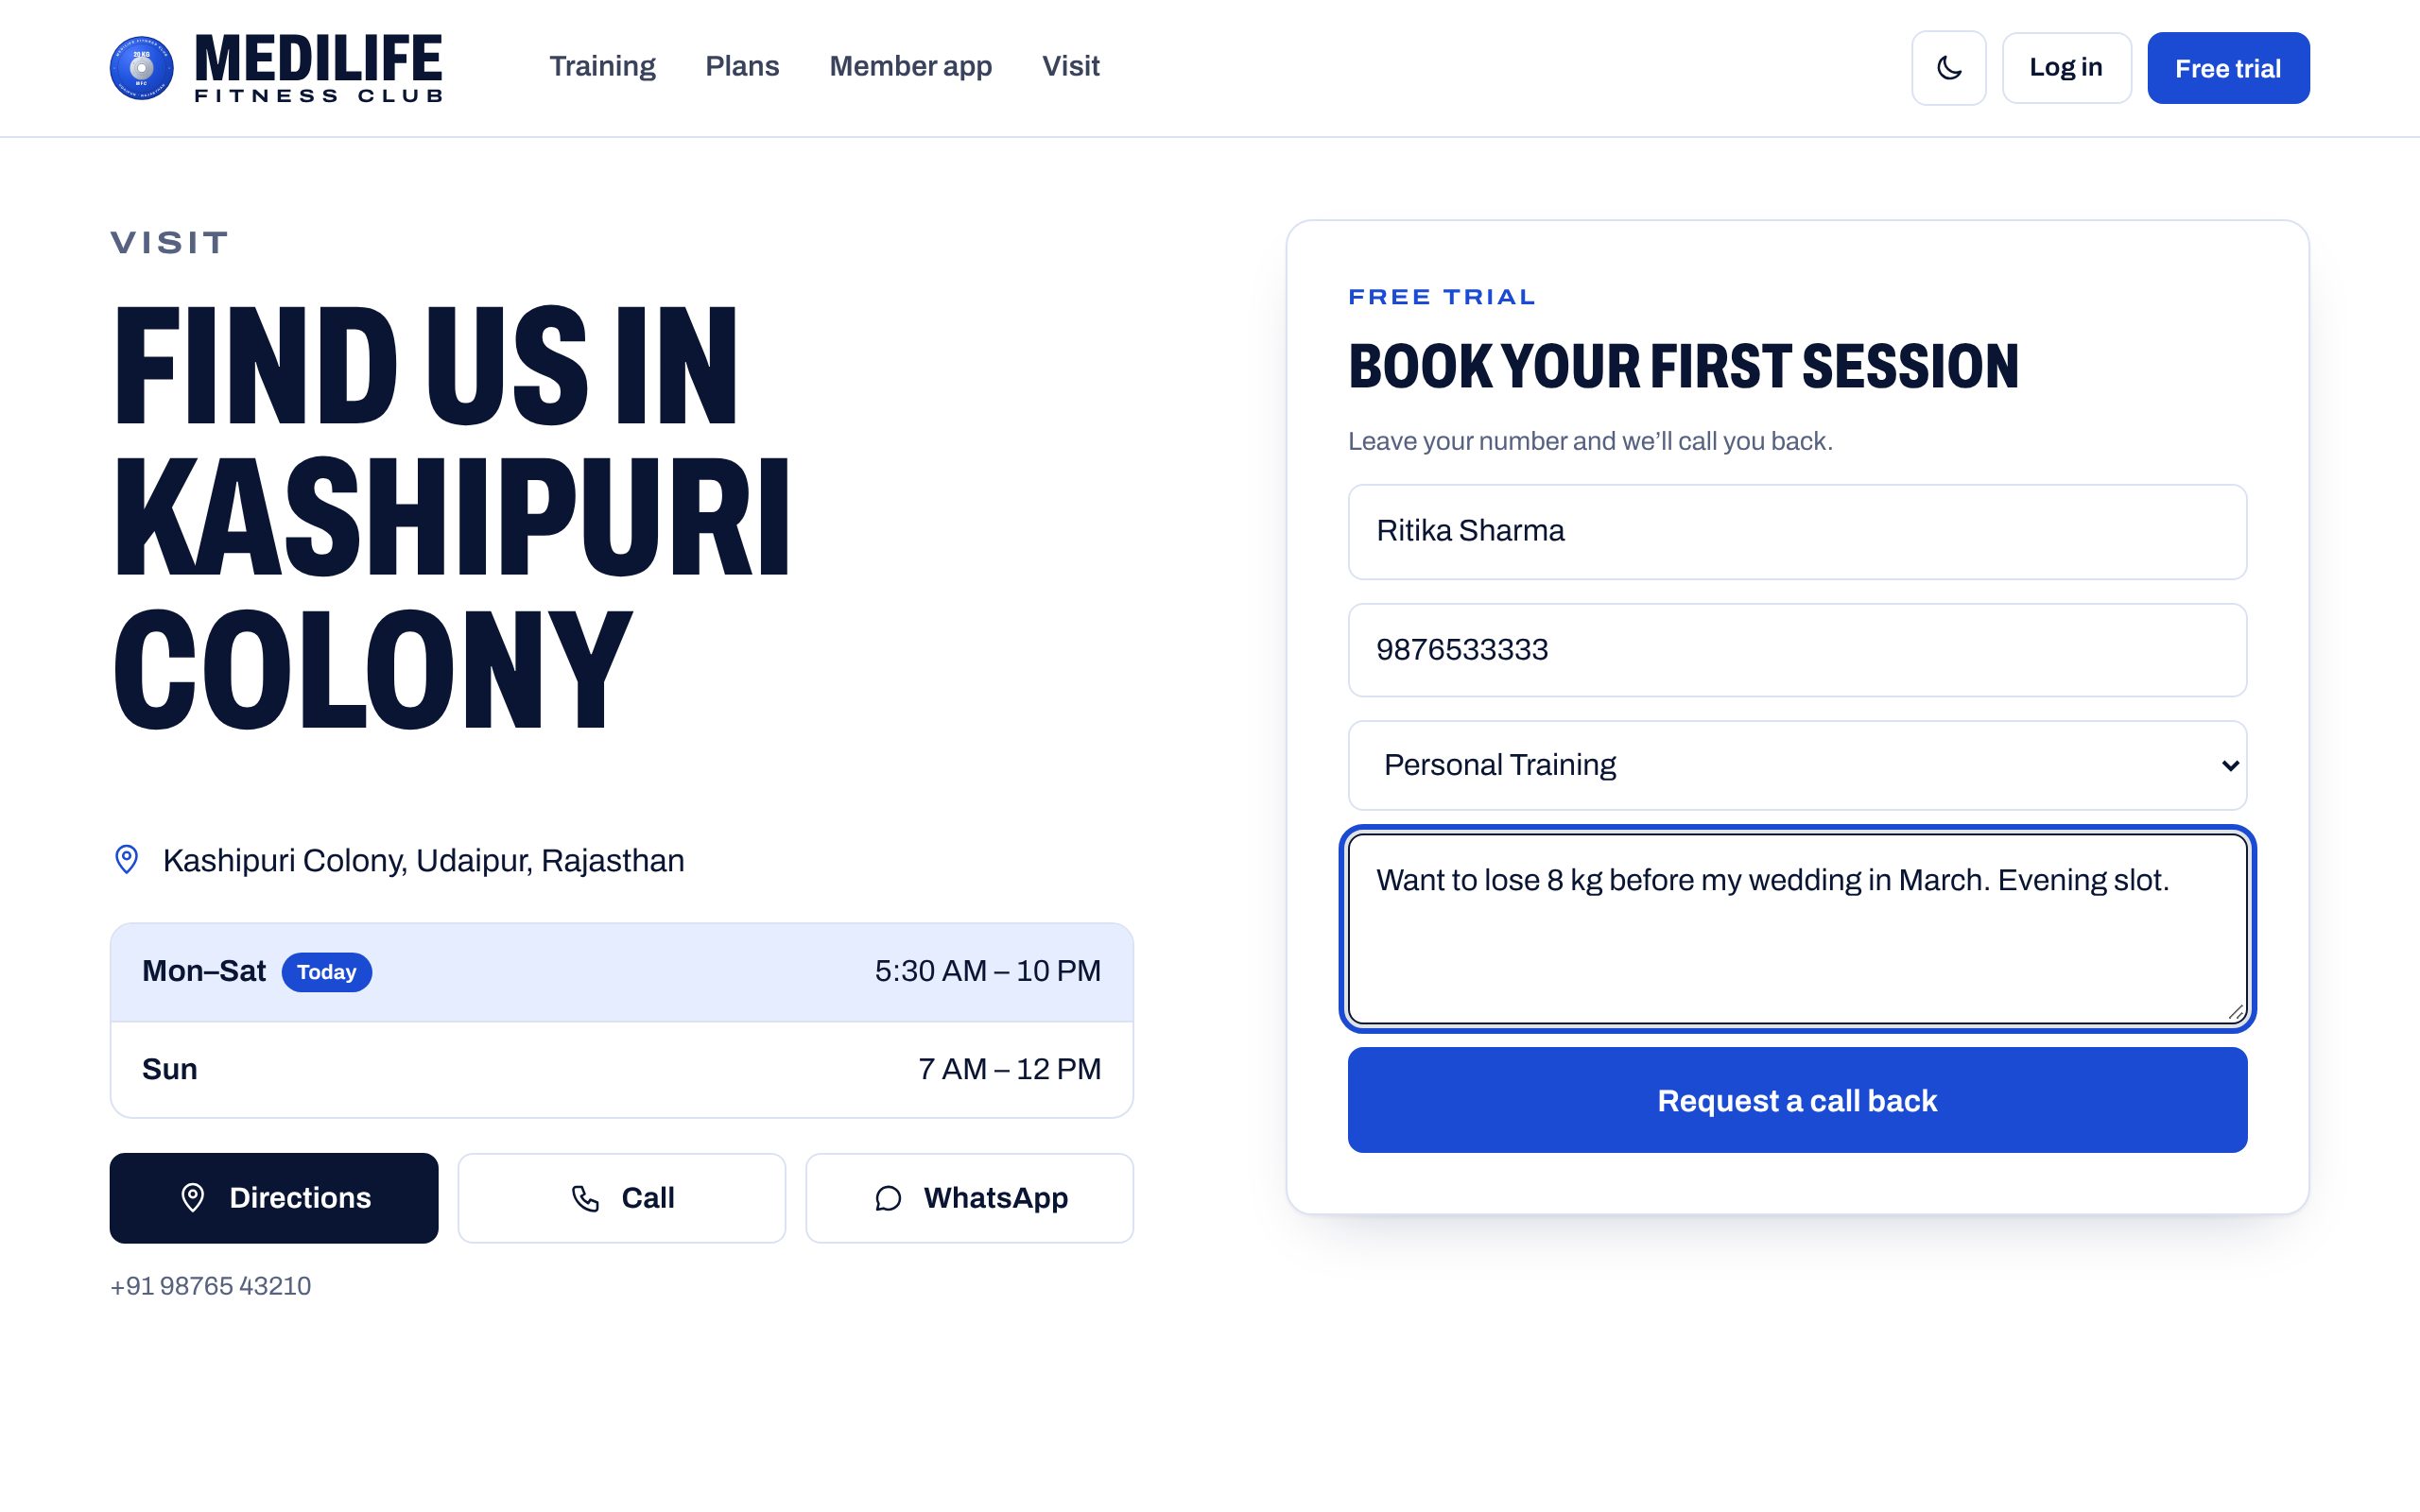 MEDILIFE
FITNESS CLUB
Training
Plans
Member app
Visit
Log in
Free trial
VISIT
FIND US IN
KASHIPURI
COLONY
Kashipuri Colony, Udaipur, Rajasthan
Mon–Sat Today 5:30 AM – 10 PM
Sun 7 AM – 12 PM
Directions
Call
WhatsApp
+91 98765 43210
FREE TRIAL
BOOK YOUR FIRST SESSION
Leave your number and we’ll call you back.
Ritika Sharma
9876533333
Personal Training
Want to lose 8 kg before my wedding in March. Evening slot.
Request a call back